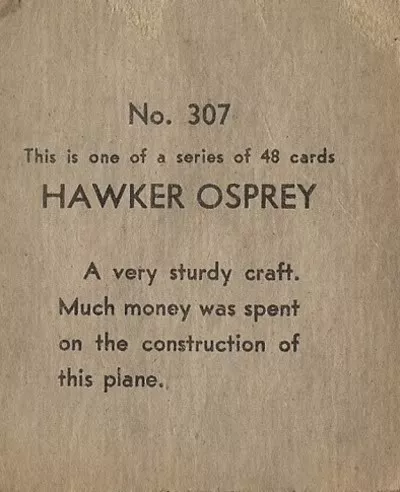 No. 307
This is one of a series of 48 cards
HAWKER OSPREY
A very sturdy craft.
Much money was spent
on the construction of
this plane.